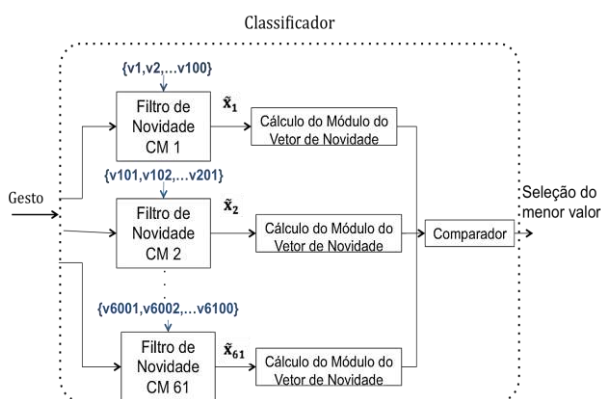 Classificador
{v1,v2,...v100}
Filtro de
Novidade
CM 1
x̃₁
Cálculo do Módulo do
Vetor de Novidade
{v101,v102,...v201}
Gesto
Filtro de
Novidade
CM 2
x̃₂
Cálculo do Módulo do
Vetor de Novidade
Comparador
Seleção do
menor valor
{v6001,v6002,...v6100}
Filtro de
Novidade
CM 61
x̃₆₁
Cálculo do Módulo do
Vetor de Novidade